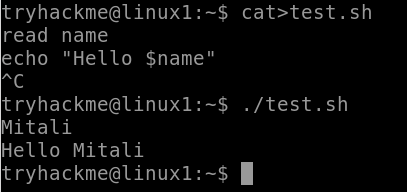 tryhackme@linux1:~$ cat>test.sh
read name
echo "Hello $name"
^C
tryhackme@linux1:~$ ./test.sh
Mitali
Hello Mitali
tryhackme@linux1:~$